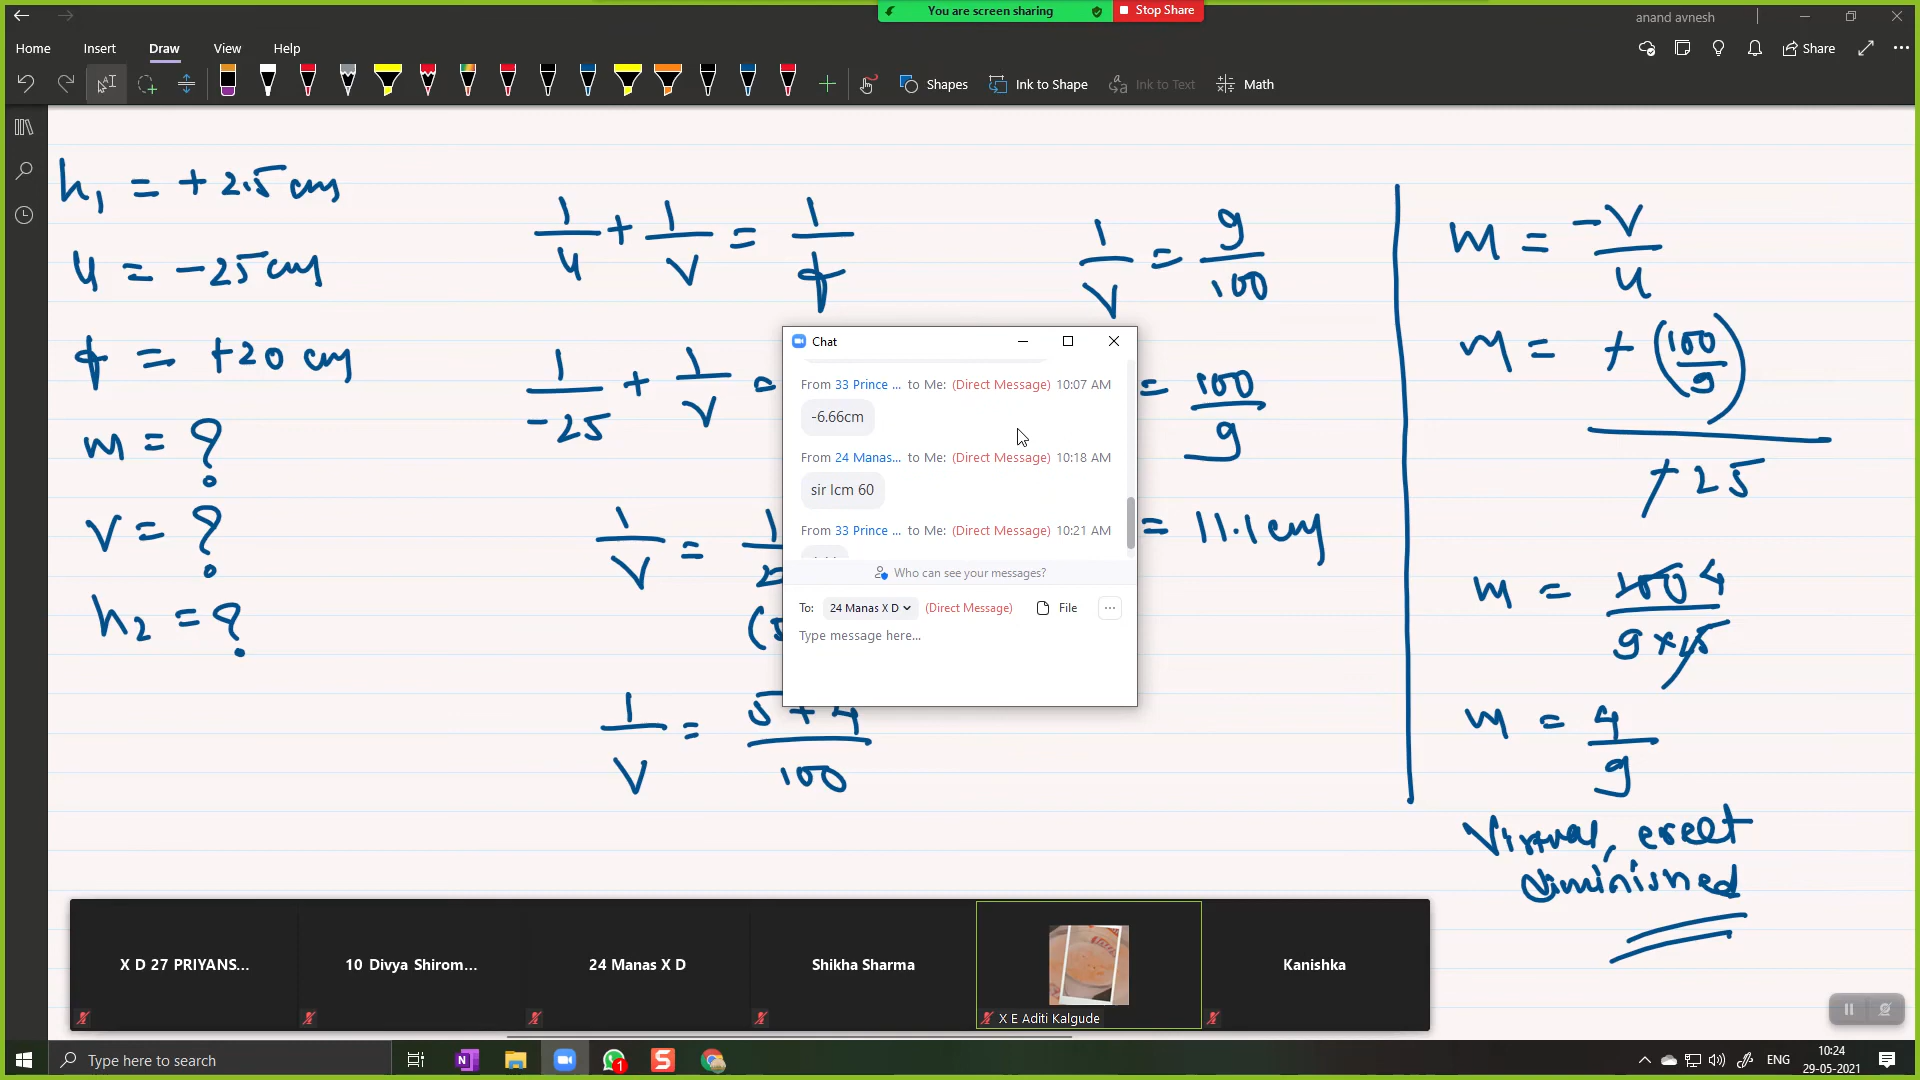 You are screen sharing
Stop Share
anand avnesh
Home Insert Draw View Help
Share
Shapes Ink to Shape Ink to Text Math
h₁ = +2.5 cm
u = -25 cm
f = +20 cm
m = ?
v = ?
h₂ = ?
1/u + 1/v = 1/f
1/-25 + 1/v =
1/v =
1/v = 5+4/100
1/v = 9/100
= 100/9
= 11.1 cm
Chat
From 33 Prince ... to Me: (Direct Message) 10:07 AM
-6.66cm
From 24 Manas... to Me: (Direct Message) 10:18 AM
sir lcm 60
From 33 Prince ... to Me: (Direct Message) 10:21 AM
Who can see your messages?
To: 24 Manas X D (Direct Message) File
Type message here...
m = -v/u
m = +(100/9)/+25
m = 100 4/9×25
m = 4/9
Virtual, erect
diminished
X D 27 PRIYANS...
10 Divya Shirom...
24 Manas X D
Shikha Sharma
X E Aditi Kalgude
Kanishka
Type here to search
1
ENG
10:24
29-05-2021